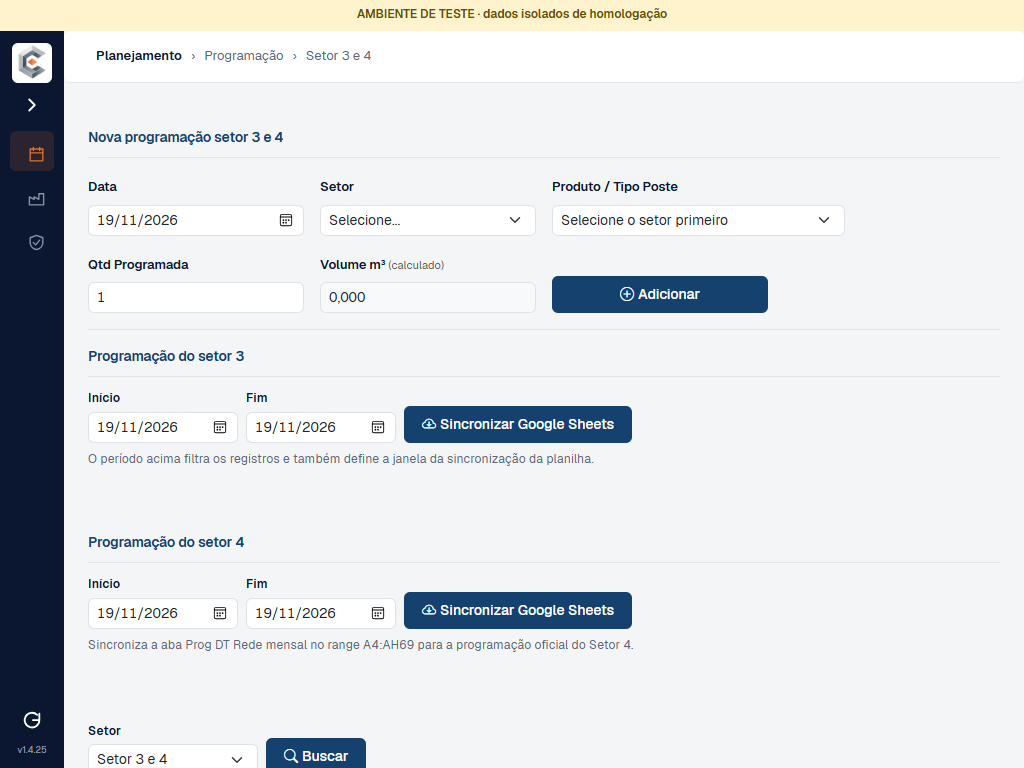 AMBIENTE DE TESTE · dados isolados de homologação
Planejamento › Programação › Setor 3 e 4
Nova programação setor 3 e 4
Data Setor Produto / Tipo Poste
19/11/2026 Selecione... Selecione o setor primeiro
Qtd Programada Volume m³ (calculado)
1 0,000 Adicionar
Programação do setor 3
Início Fim
19/11/2026 19/11/2026 Sincronizar Google Sheets
O período acima filtra os registros e também define a janela da sincronização da planilha.
Programação do setor 4
Início Fim
19/11/2026 19/11/2026 Sincronizar Google Sheets
Sincroniza a aba Prog DT Rede mensal no range A4:AH69 para a programação oficial do Setor 4.
Setor
Setor 3 e 4 Buscar
v1.4.25